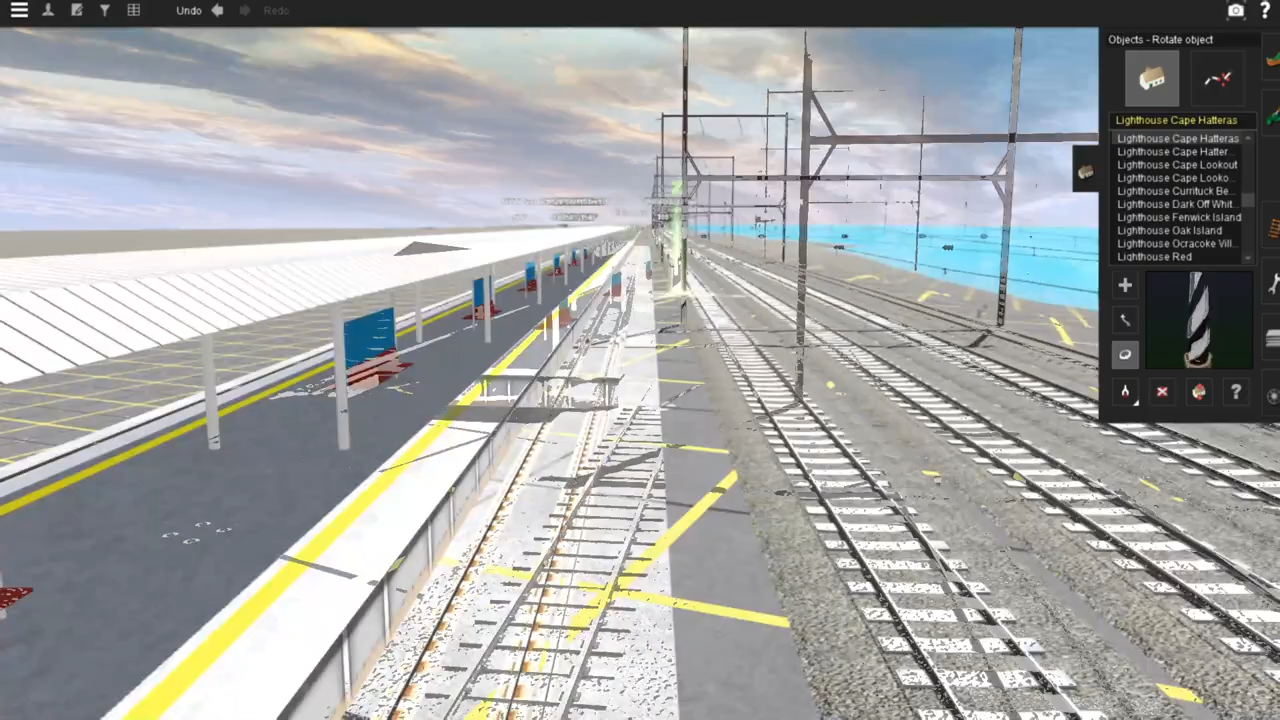 Undo
Redo
?
Objects - Rotate object
Lighthouse Cape Hatteras
Lighthouse Cape Hatteras
Lighthouse Cape Hatter
Lighthouse Cape Lookout
Lighthouse Cape Looko...
Lighthouse Currituck Be...
Lighthouse Dark Off Whit...
Lighthouse Fenwick Island
Lighthouse Oak Island
Lighthouse Ocracoke Vill...
Lighthouse Red
?